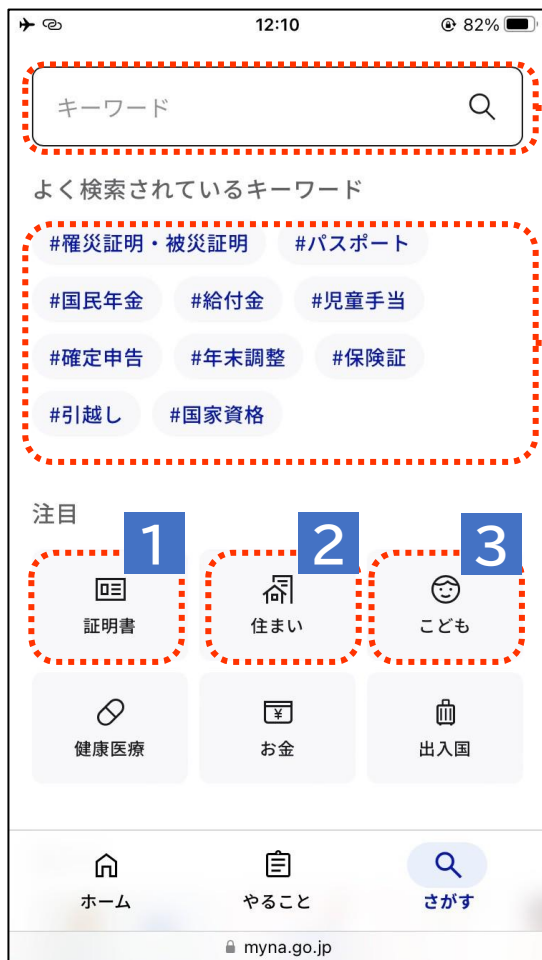 12:10
82%
キーワード
よく検索されているキーワード
#罹災証明・被災証明 #パスポート
#国民年金 #給付金 #児童手当
#確定申告 #年末調整 #保険証
#引越し #国家資格
注目
1 2 3
証明書 住まい こども
健康医療 お金 出入国
ホーム やること さがす
myna.go.jp